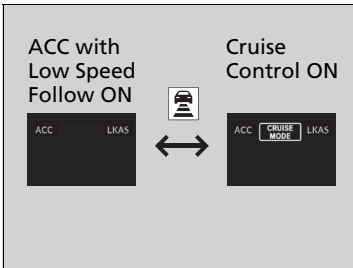 ACC with
Low Speed
Follow ON
ACC LKAS
Cruise
Control ON
ACC CRUISE MODE LKAS